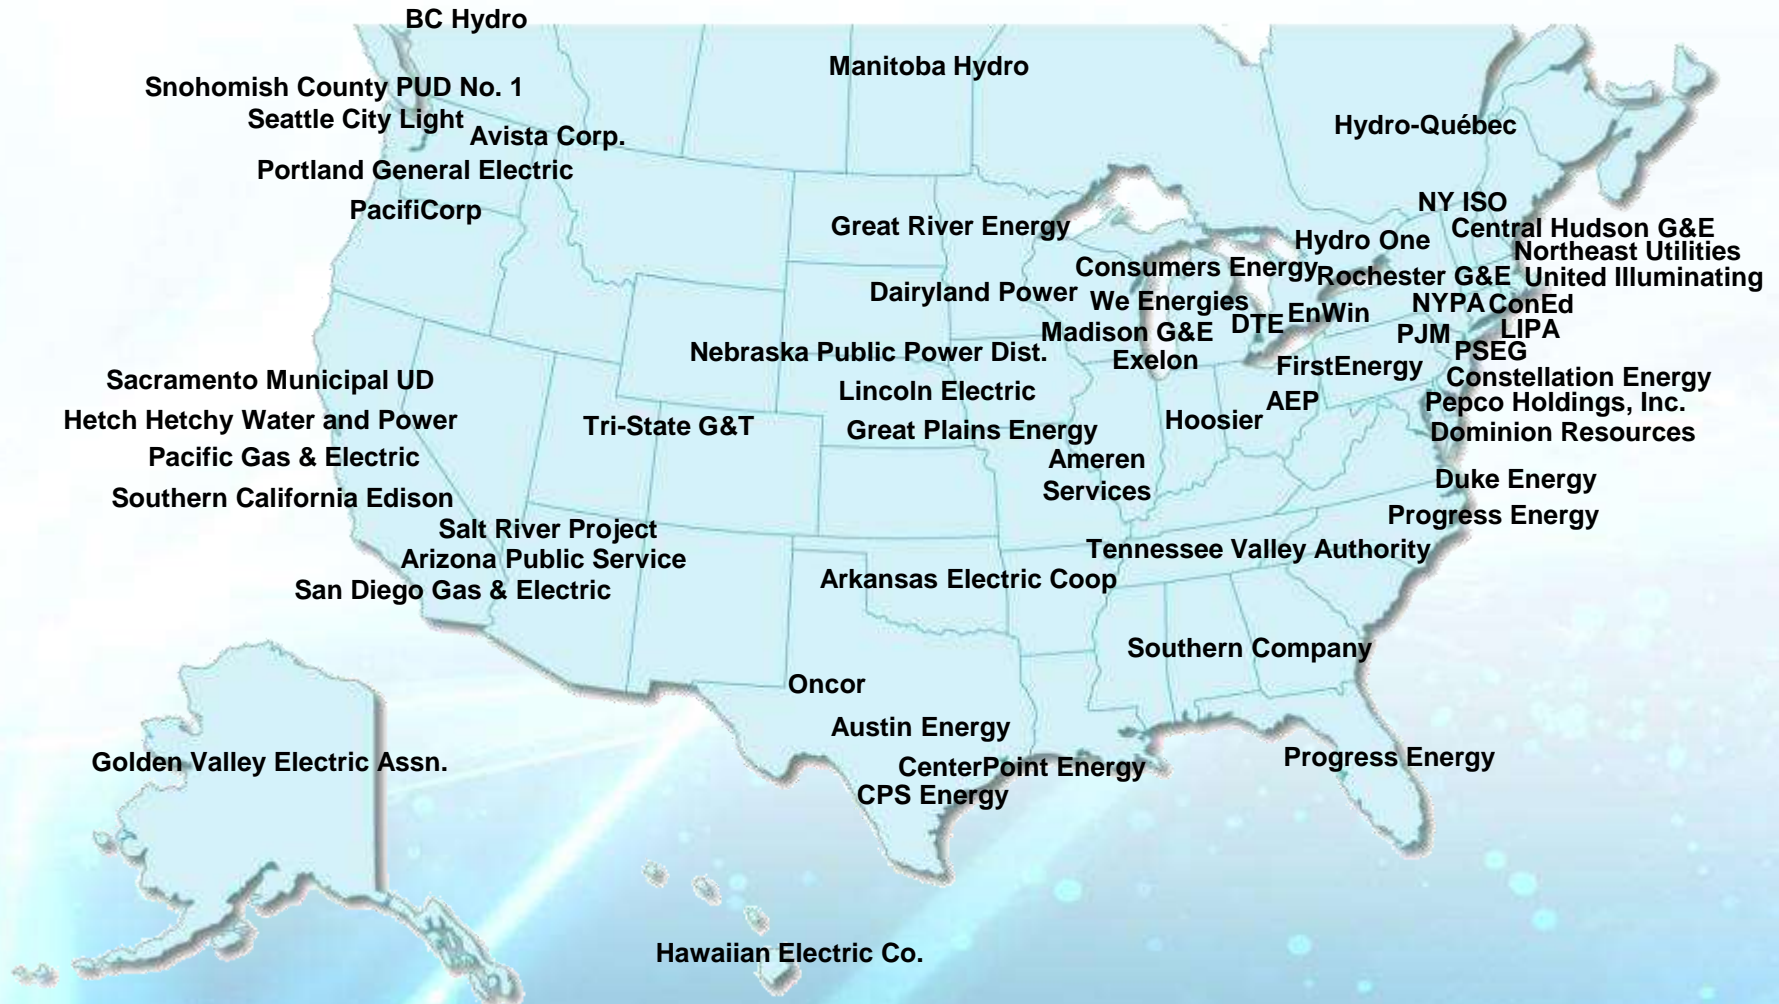 BC Hydro
Manitoba Hydro
Snohomish County PUD No. 1
Seattle City Light
Avista Corp.
Hydro-Québec
Portland General Electric
PacifiCorp
NY ISO
Great River Energy
Central Hudson G&E
Hydro One
Northeast Utilities
Consumers Energy
Rochester G&E
United Illuminating
Dairyland Power
We Energies
NYPA
ConEd
EnWin
DTE
Madison G&E
PJM
LIPA
Nebraska Public Power Dist.
Exelon
PSEG
FirstEnergy
Sacramento Municipal UD
Constellation Energy
Lincoln Electric
AEP
Pepco Holdings, Inc.
Hetch Hetchy Water and Power
Tri-State G&T
Great Plains Energy
Hoosier
Dominion Resources
Pacific Gas & Electric
Ameren
Services
Duke Energy
Southern California Edison
Progress Energy
Salt River Project
Tennessee Valley Authority
Arizona Public Service
Arkansas Electric Coop
San Diego Gas & Electric
Southern Company
Oncor
Austin Energy
Golden Valley Electric Assn.
CenterPoint Energy
Progress Energy
CPS Energy
Hawaiian Electric Co.